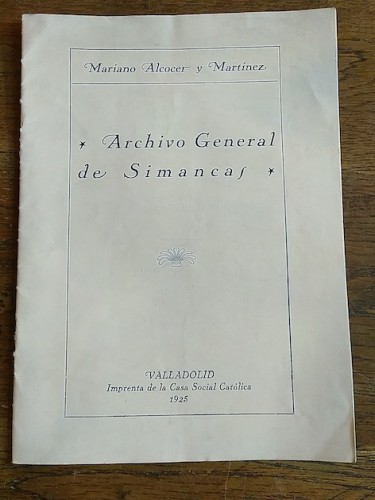 Mariano Alcocer y Martínez
* Archivo General
de Simancas *
VALLADOLID
Imprenta de la Casa Social Católica
1925